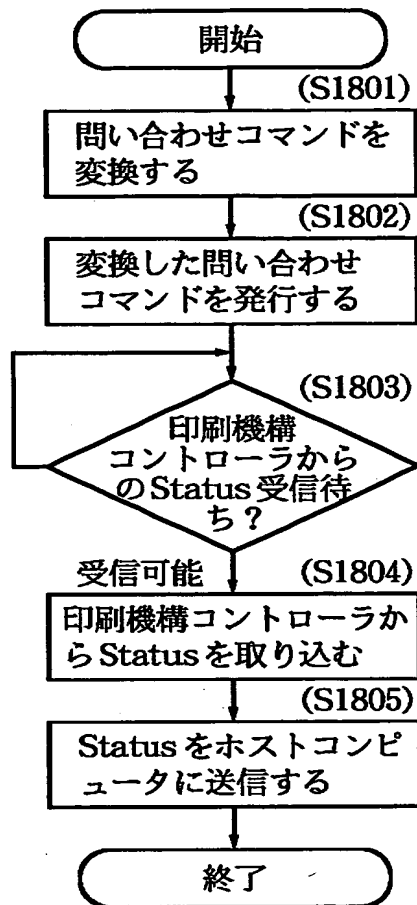 開始
(S1801)
問い合わせコマンドを
変換する
(S1802)
変換した問い合わせ
コマンドを発行する
(S1803)
印刷機構
コントローラから
のStatus受信待
ち？
受信可能
(S1804)
印刷機構コントローラか
らStatusを取り込む
(S1805)
Statusをホストコンピ
ュータに送信する
終了